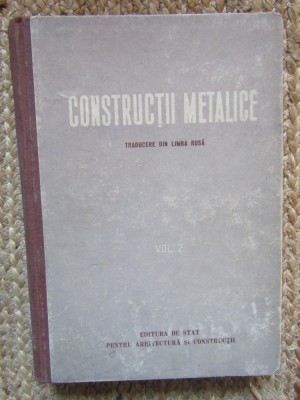 CONSTRUCȚII METALICE
TRADUCERE DIN LIMBA RUSĂ
VOL. 2
EDITURA DE STAT
PENTRU ARHITECTURĂ ȘI CONSTRUCȚII